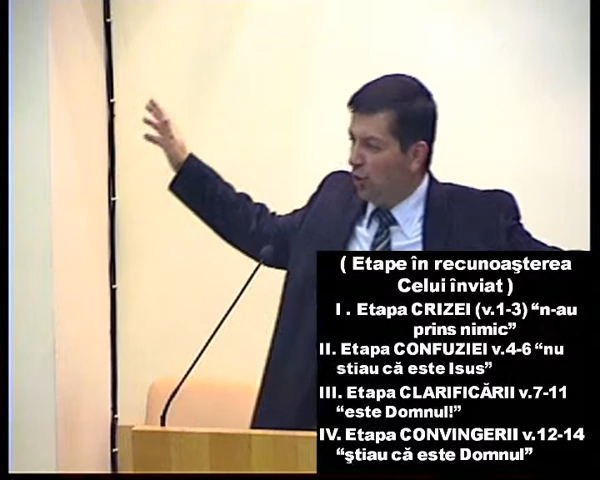 ( Etape în recunoaşterea
Celui înviat )
I . Etapa CRIZEI (v.1-3) “n-au
prins nimic”
II. Etapa CONFUZIEI v.4-6 “nu
stiau că este Isus”
III. Etapa CLARIFICĂRII v.7-11
“este Domnul!”
IV. Etapa CONVINGERII v.12-14
“ştiau că este Domnul”